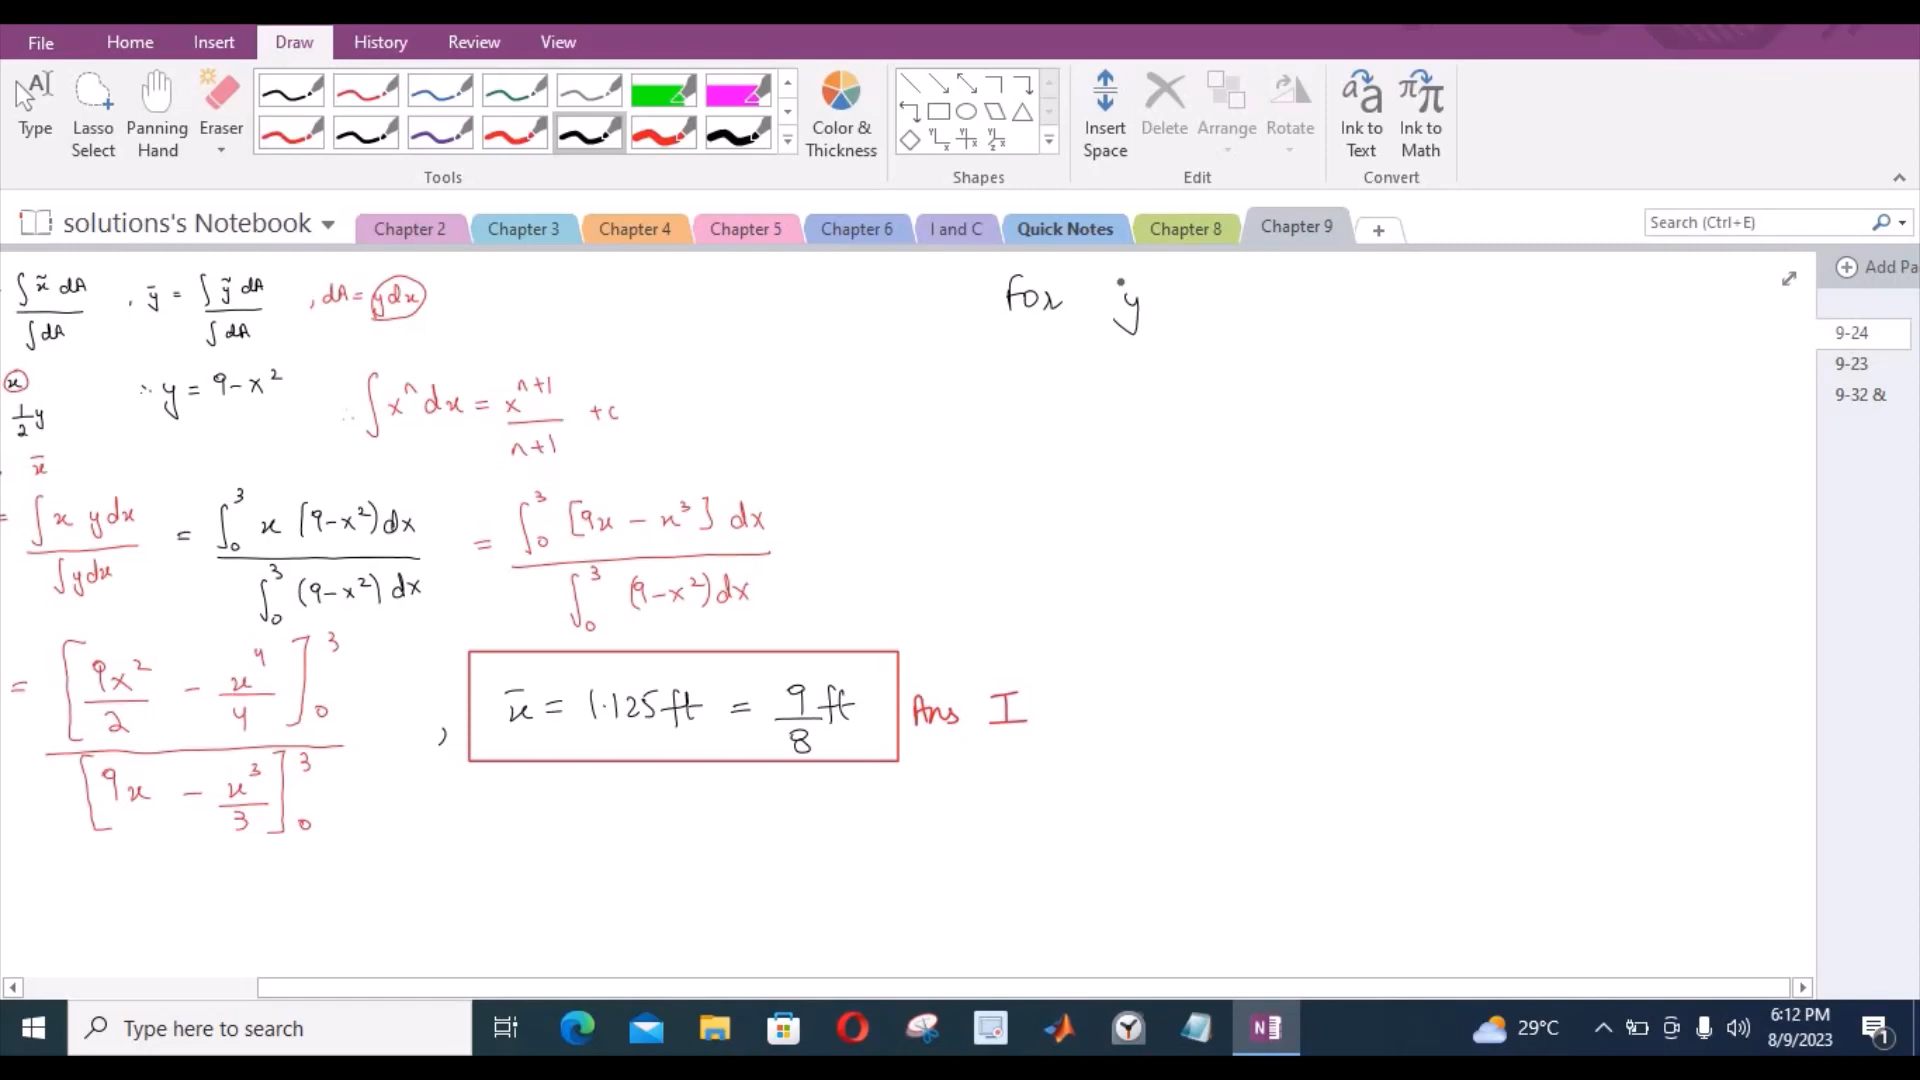 File Home Insert Draw History Review View
Type Lasso Select Panning Hand Eraser Color & Thickness Insert Space Delete Arrange Rotate Ink to Text Ink to Math
Tools Shapes Edit Convert
solutions's Notebook Chapter 2 Chapter 3 Chapter 4 Chapter 5 Chapter 6 I and C Quick Notes Chapter 8 Chapter 9 + Search (Ctrl+E)
Add Pa
9-24
9-23
9-32 &
∫x̃ dA / ∫dA , ȳ = ∫ỹ dA / ∫dA , dA = ydx
x
½y
∴ y = 9-x²
∴ ∫xⁿ dx = xⁿ⁺¹ / n+1 + c
x̄
= ∫x ydx / ∫ydx = ∫₀³ x (9-x²)dx / ∫₀³ (9-x²) dx = ∫₀³ [9x - x³] dx / ∫₀³ (9-x²)dx
= [9x²/2 - x⁴/4]₀³ / [9x - x³/3]₀³ , x̄ = 1.125ft = 9/8 ft Ans I
For y
Type here to search
29°C
6:12 PM
8/9/2023
1